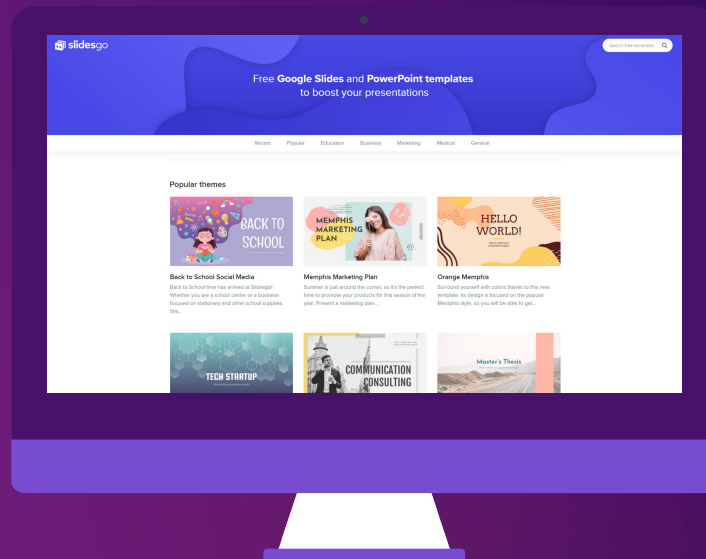 slidesgo
Search free templates
Free Google Slides and PowerPoint templates
to boost your presentations
Recent Popular Education Business Marketing Medical General
Popular themes
BACK TO
SCHOOL
MEMPHIS
MARKETING
PLAN
HELLO
WORLD!
Back to School Social Media
Back to School time has arrived at Slidesgo!
Whether you are a school center or a business
focused on stationery and other school supplies,
this...
Memphis Marketing Plan
Summer is just around the corner, so it's the perfect
time to promote your products for this season of the
year. Present a marketing plan...
Orange Memphis
Surround yourself with colors thanks to this new
template. Its design is focused on the popular
Memphis style, so you will be able to get...
TECH STARTUP
COMMUNICATION
CONSULTING
Master's Thesis